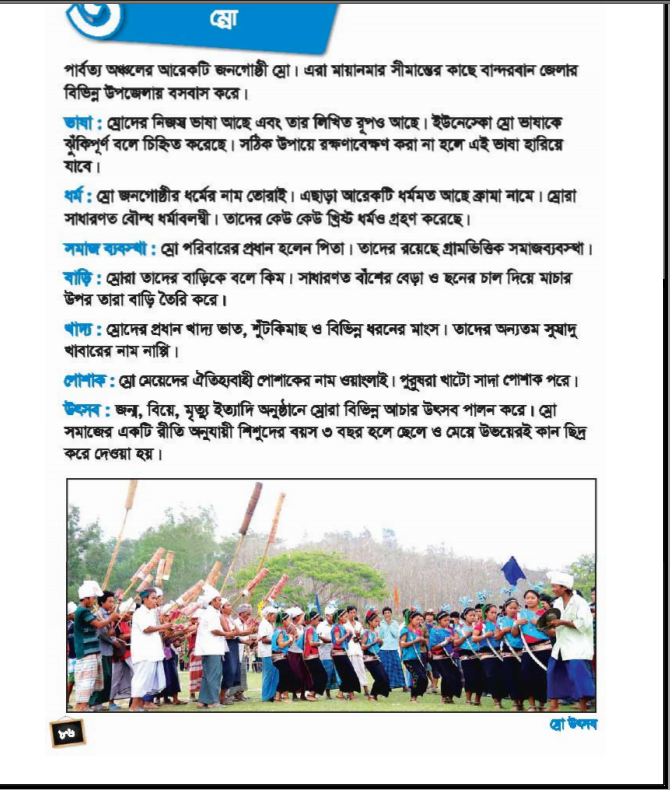 ৩
ম্রো
পার্বত্য অঞ্চলের আরেকটি জনগোষ্ঠী ম্রো। এরা মায়ানমার সীমান্তের কাছে বান্দরবান জেলার
বিভিন্ন উপজেলায় বসবাস করে।
ভাষা : ম্রোদের নিজস্ব ভাষা আছে এবং তার লিখিত রূপও আছে। ইউনেস্কো ম্রো ভাষাকে
ঝুঁকিপূর্ণ বলে চিহ্নিত করেছে। সঠিক উপায়ে রক্ষণাবেক্ষণ করা না হলে এই ভাষা হারিয়ে
যাবে।
ধর্ম : ম্রো জনগোষ্ঠীর ধর্মের নাম তোরাই। এছাড়া আরেকটি ধর্মমত আছে ক্রামা নামে। ম্রোরা
সাধারণত বৌদ্ধ ধর্মাবলম্বী। তাদের কেউ কেউ খ্রিষ্ট ধর্মও গ্রহণ করেছে।
সমাজ ব্যবস্থা : ম্রো পরিবারের প্রধান হলেন পিতা। তাদের রয়েছে গ্রামভিত্তিক সমাজব্যবস্থা।
বাড়ি : ম্রোরা তাদের বাড়িকে বলে কিম। সাধারণত বাঁশের বেড়া ও ছনের চাল দিয়ে মাচার
উপর তারা বাড়ি তৈরি করে।
খাদ্য : ম্রোদের প্রধান খাদ্য ভাত, শুঁটকিমাছ ও বিভিন্ন ধরনের মাংস। তাদের অন্যতম সুস্বাদু
খাবারের নাম নাপ্পি।
পোশাক : ম্রো মেয়েদের ঐতিহ্যবাহী পোশাকের নাম ওয়াংলাই। পুরুষরা খাটো সাদা পোশাক পরে।
উৎসব : জন্ম, বিয়ে, মৃত্যু ইত্যাদি অনুষ্ঠানে ম্রোরা বিভিন্ন আচার উৎসব পালন করে। ম্রো
সমাজের একটি রীতি অনুযায়ী শিশুদের বয়স ৩ বছর হলে ছেলে ও মেয়ে উভয়েরই কান ছিদ্র
করে দেওয়া হয়।
ম্রো উৎসব
৮৬